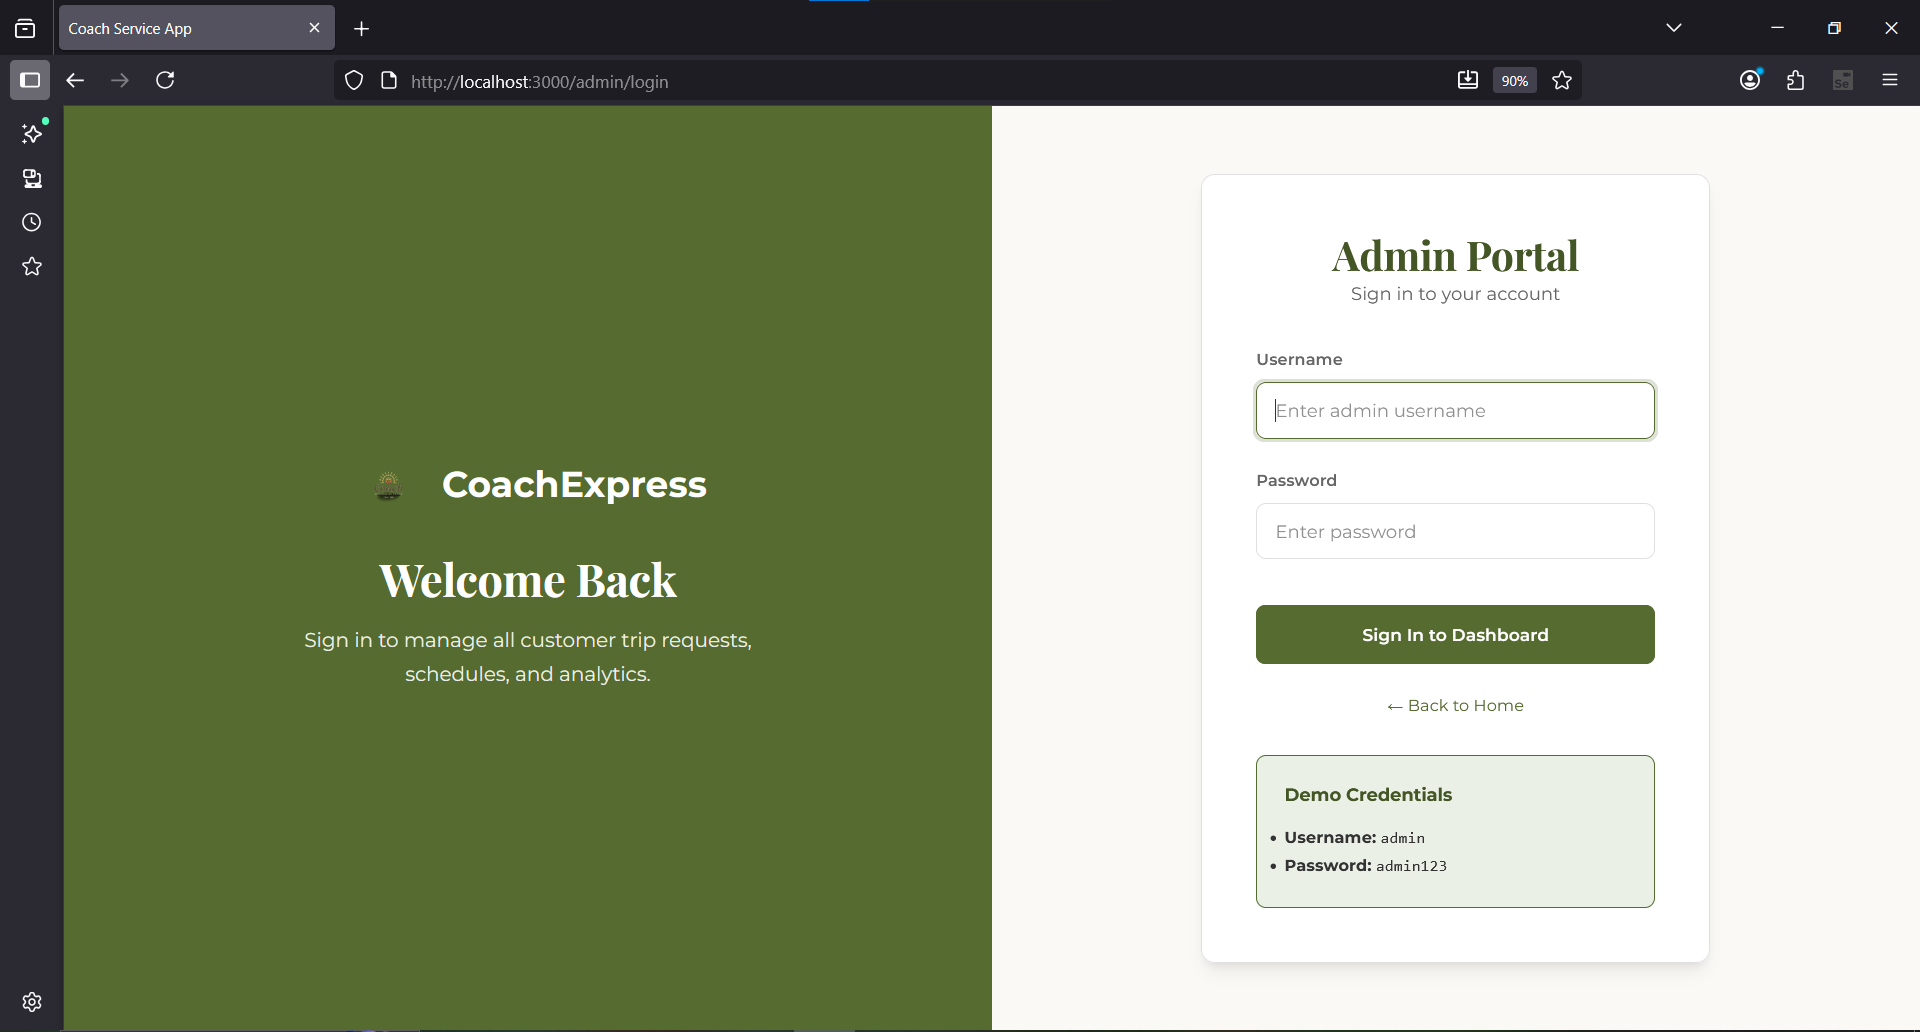 Coach Service App
http://localhost:3000/admin/login
90%
Se
CoachExpress
Welcome Back
Sign in to manage all customer trip requests,
schedules, and analytics.
Admin Portal
Sign in to your account
Username
Enter admin username
Password
Enter password
Sign In to Dashboard
← Back to Home
Demo Credentials
• Username: admin
• Password: admin123